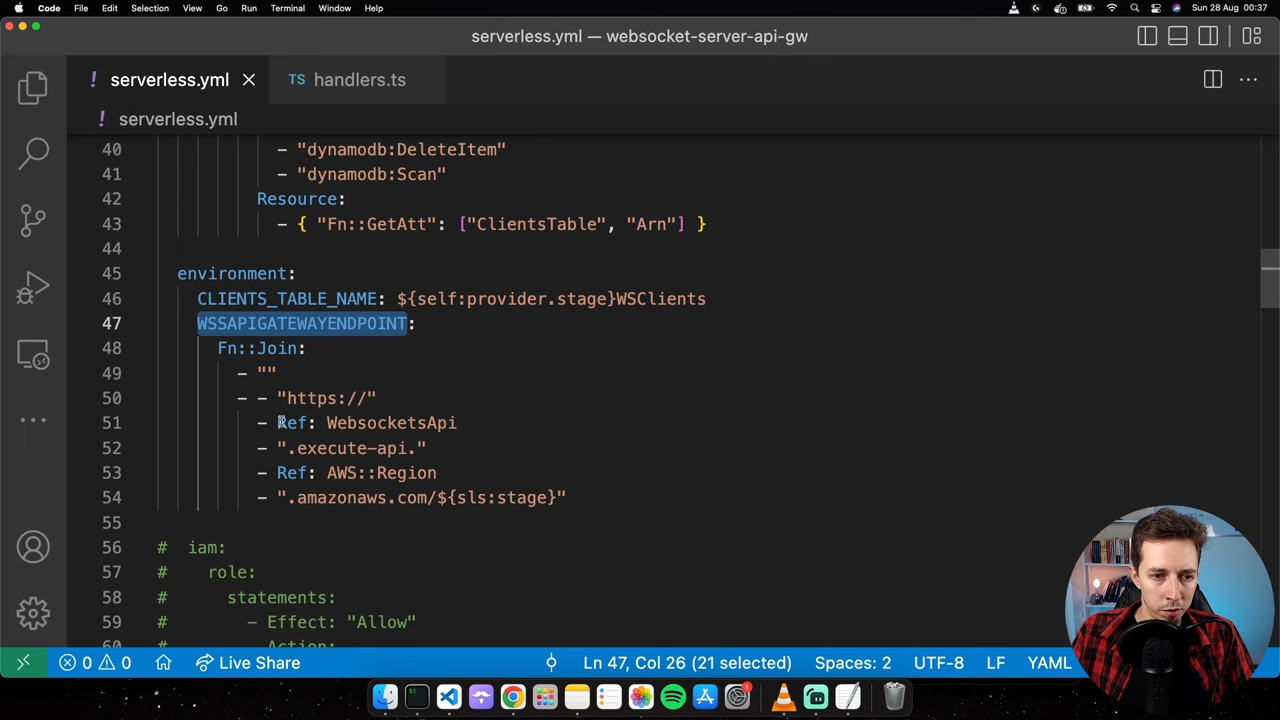 Code File Edit Selection View Go Run Terminal Window Help Sun 28 Aug 00:37
serverless.yml — websocket-server-api-gw
! serverless.yml × TS handlers.ts
! serverless.yml
40 - "dynamodb:DeleteItem"
41 - "dynamodb:Scan"
42 Resource:
43 - { "Fn::GetAtt": ["ClientsTable", "Arn"] }
44
45 environment:
46 CLIENTS_TABLE_NAME: ${self:provider.stage}WSClients
47 WSSAPIGATEWAYENDPOINT:
48 Fn::Join:
49 - ""
50 - - "https://"
51 - Ref: WebsocketsApi
52 - ".execute-api."
53 - Ref: AWS::Region
54 - ".amazonaws.com/${sls:stage}"
55
56 # iam:
57 # role:
58 # statements:
59 # - Effect: "Allow"
60 # Action:
0 0 Live Share Ln 47, Col 26 (21 selected) Spaces: 2 UTF-8 LF YAML